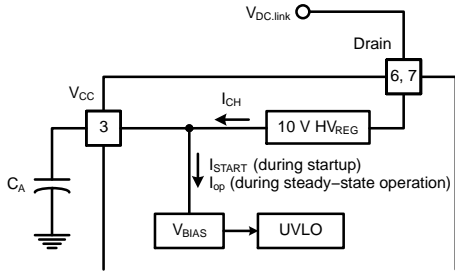 V_DC.link
Drain
6, 7
V_CC
I_CH
3
10 V HV_REG
I_START (during startup)
I_op (during steady−state operation)
C_A
V_BIAS
UVLO